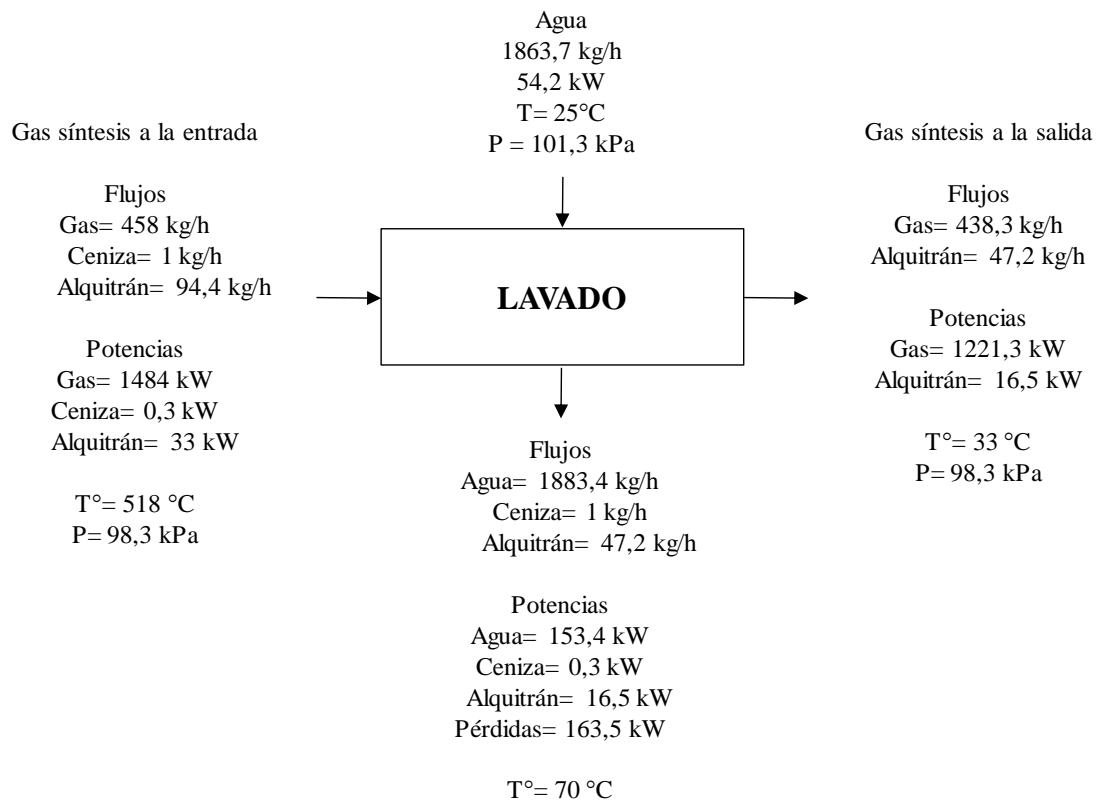 Agua
1863,7 kg/h
54,2 kW
T= 25°C
P = 101,3 kPa
Gas síntesis a la entrada
Flujos
Gas= 458 kg/h
Ceniza= 1 kg/h
Alquitrán= 94,4 kg/h
Potencias
Gas= 1484 kW
Ceniza= 0,3 kW
Alquitrán= 33 kW
T°= 518 °C
P= 98,3 kPa
LAVADO
Gas síntesis a la salida
Flujos
Gas= 438,3 kg/h
Alquitrán= 47,2 kg/h
Potencias
Gas= 1221,3 kW
Alquitrán= 16,5 kW
T°= 33 °C
P= 98,3 kPa
Flujos
Agua= 1883,4 kg/h
Ceniza= 1 kg/h
Alquitrán= 47,2 kg/h
Potencias
Agua= 153,4 kW
Ceniza= 0,3 kW
Alquitrán= 16,5 kW
Pérdidas= 163,5 kW
T°= 70 °C